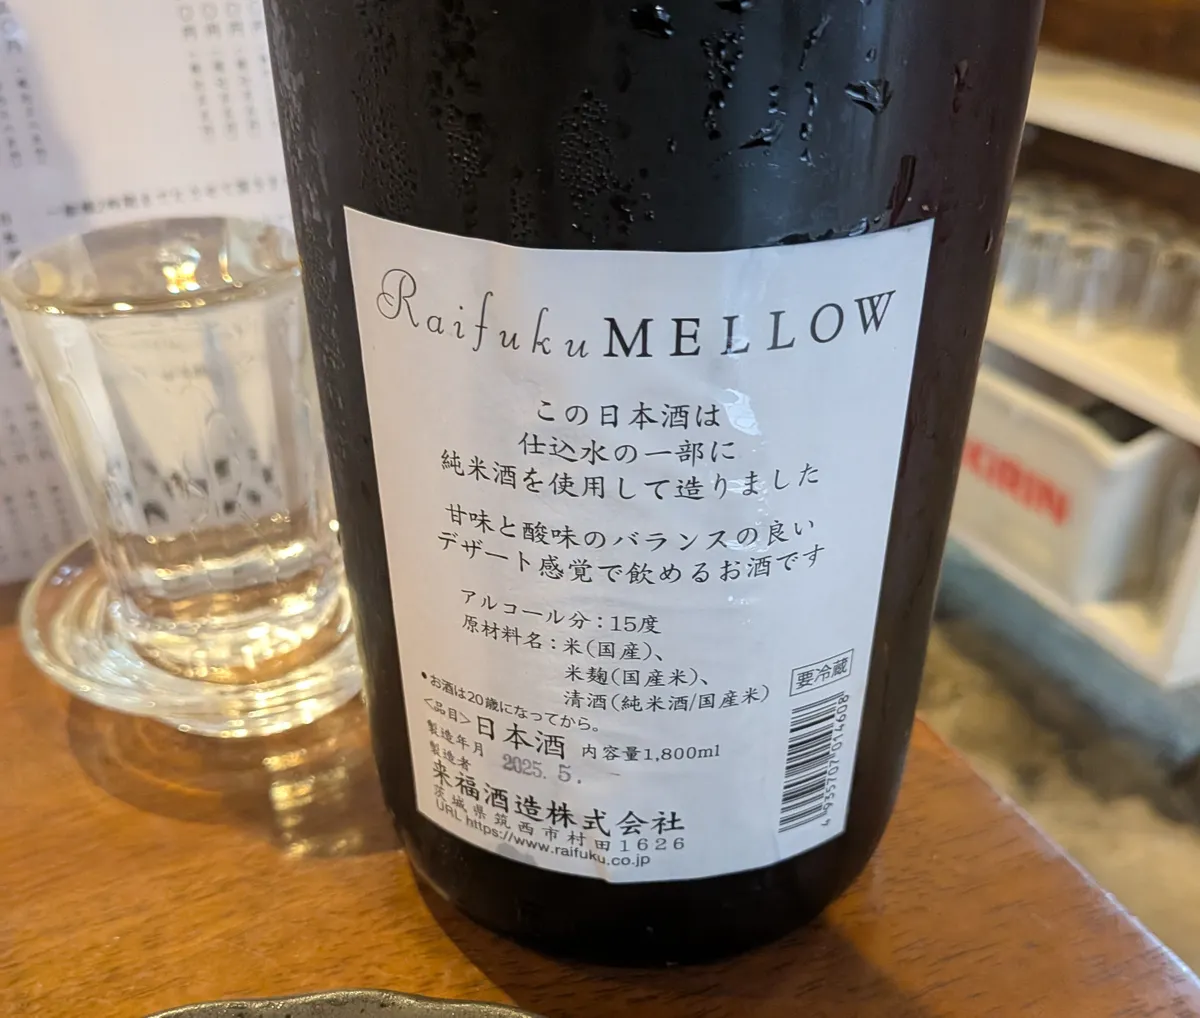 Raifuku MELLOW
この日本酒は
仕込水の一部に
純米酒を使用して造りました
甘味と酸味のバランスの良い
デザート感覚で飲めるお酒です
アルコール分：15度
原材料名：米(国産)、
米麹(国産米)、
清酒(純米酒/国産米)
●お酒は20歳になってから。
要冷蔵
<品目>日本酒 内容量1,800ml
製造年月 2025.5.
製造者
来福酒造株式会社
茨城県筑西市村田1626
URL https://www.raifuku.co.jp
4 935707 014668
KIRIN